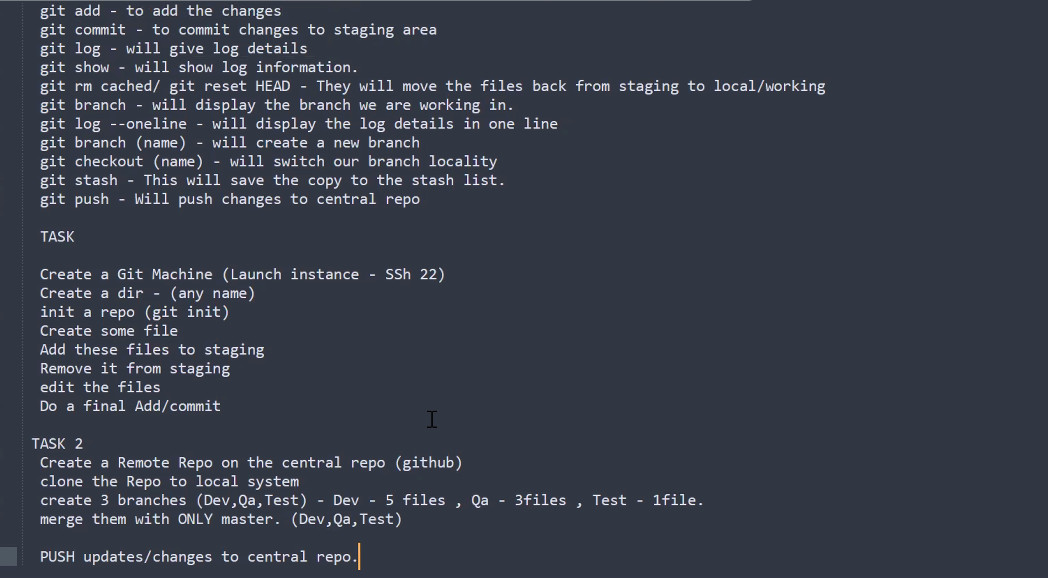 git add - to add the changes
git commit - to commit changes to staging area
git log - will give log details
git show - will show log information.
git rm cached/ git reset HEAD - They will move the files back from staging to local/working
git branch - will display the branch we are working in.
git log --oneline - will display the log details in one line
git branch (name) - will create a new branch
git checkout (name) - will switch our branch locality
git stash - This will save the copy to the stash list.
git push - Will push changes to central repo
TASK
Create a Git Machine (Launch instance - SSh 22)
Create a dir - (any name)
init a repo (git init)
Create some file
Add these files to staging
Remove it from staging
edit the files
Do a final Add/commit
TASK 2
Create a Remote Repo on the central repo (github)
clone the Repo to local system
create 3 branches (Dev,Qa,Test) - Dev - 5 files , Qa - 3files , Test - 1file.
merge them with ONLY master. (Dev,Qa,Test)
PUSH updates/changes to central repo.